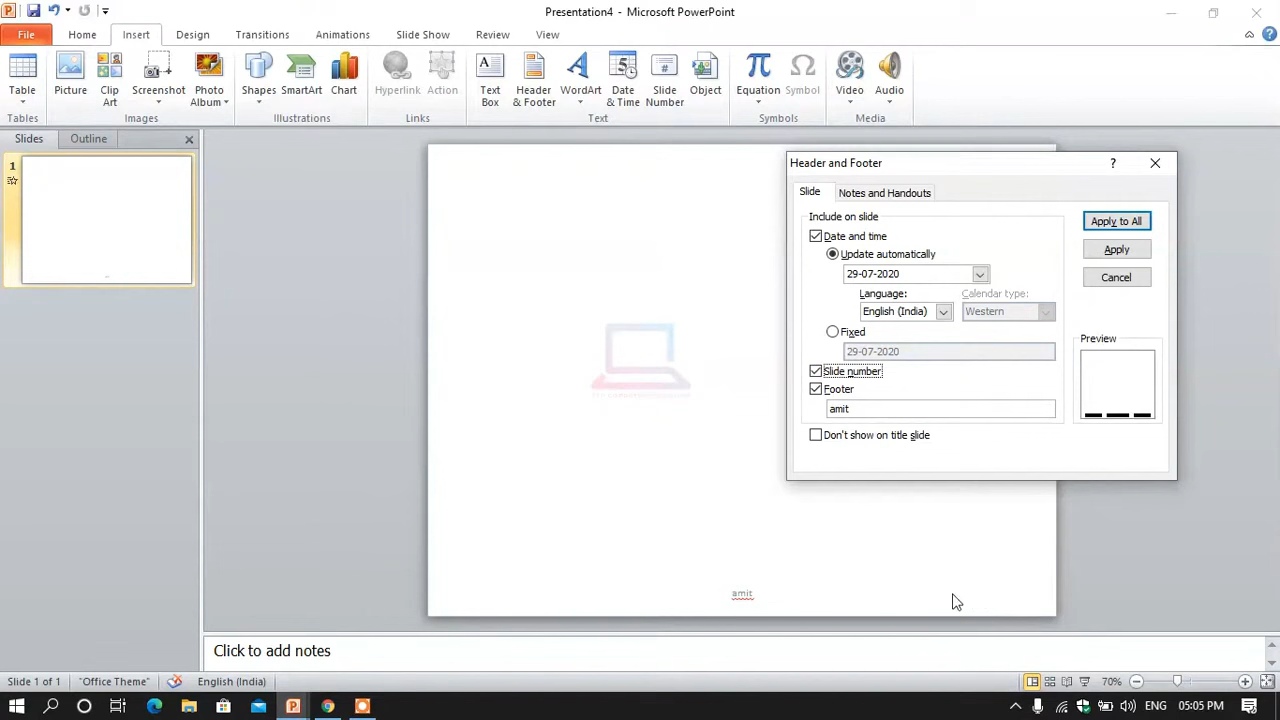 Presentation4 - Microsoft PowerPoint
File Home Insert Design Transitions Animations Slide Show Review View
Table Picture Clip Art Screenshot Photo Album Shapes SmartArt Chart Hyperlink Action Text Box Header & Footer WordArt Date & Time Slide Number Object Equation Symbol Video Audio
Tables Images Illustrations Links Text Symbols Media
Slides Outline
1
Header and Footer
Slide Notes and Handouts
Include on slide
Date and time
Update automatically
29-07-2020
Language: Calendar type:
English (India) Western
Fixed
29-07-2020
Slide number
Footer
amit
Don't show on title slide
Apply to All
Apply
Cancel
Preview
amit
Click to add notes
Slide 1 of 1 "Office Theme" English (India) 70%
ENG 05:05 PM